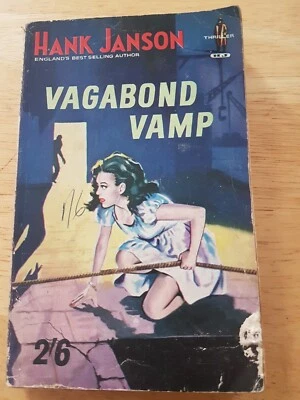 HANK JANSON
ENGLAND'S BEST SELLING AUTHOR
THRILLER
VAGABOND
VAMP
1/6
2/6